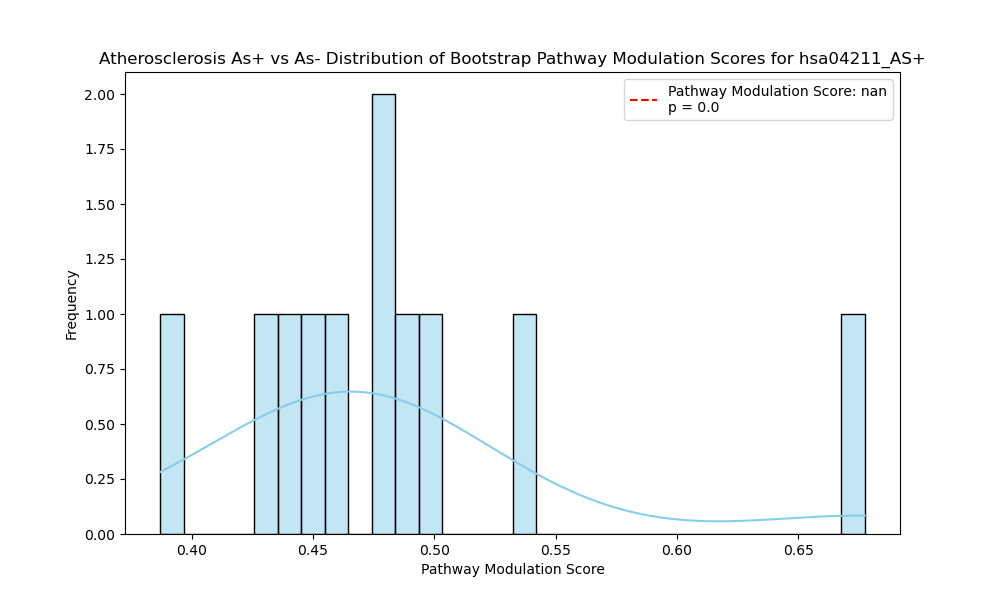 Atherosclerosis As+ vs As- Distribution of Bootstrap Pathway Modulation Scores for hsa04211_AS+
Pathway Modulation Score: nan
p = 0.0
2.00
1.75
1.50
1.25
1.00
0.75
0.50
0.25
0.00
Frequency
0.40 0.45 0.50 0.55 0.60 0.65
Pathway Modulation Score